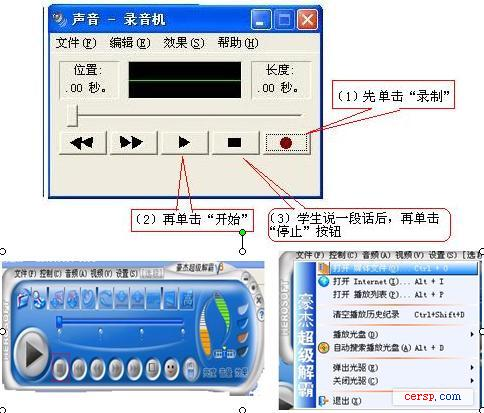 声音 - 录音机
文件(F) 编辑(E) 效果(S) 帮助(H)
位置:
.00 秒。
长度:
.00 秒。
(1)先单击“录制”
(2)再单击“开始”
(3)学生说一段话后，再单击
“停止”按钮
豪杰超级解霸
文件(F) 控制(C) 音频(A) 视频(V) 设置(S)
HEROSOFT
文件(F) 控制(C) 音频(A) 视频(V) 设置(S)
打开 媒体文件(F)... Ctrl + O
打开 Internet(I)... Alt + I
打开 播放列表(P)... Alt + P
清空播放历史纪录 Ctrl+Shift+D
播放光盘(D)
自动搜索播放光盘(A) Alt + D
弹出光驱(E)
关闭光驱(C)
退出(X)
HEROSOFT
豪杰超级解霸
cersp.com